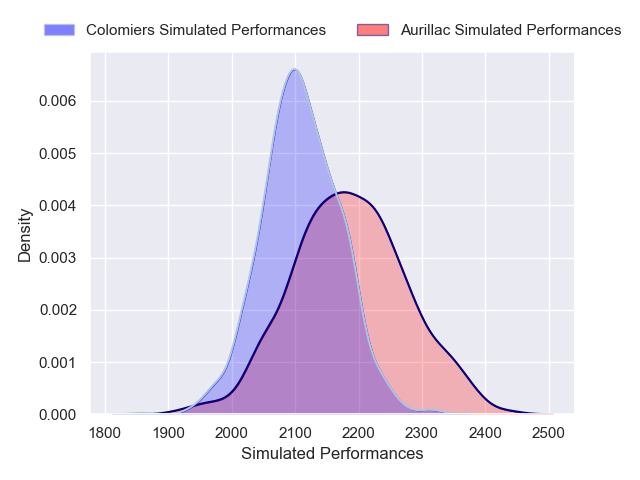 Colomiers Simulated Performances
Aurillac Simulated Performances
0.006
0.005
0.004
0.003
0.002
0.001
0.000
Density
1800 1900 2000 2100 2200 2300 2400 2500
Simulated Performances